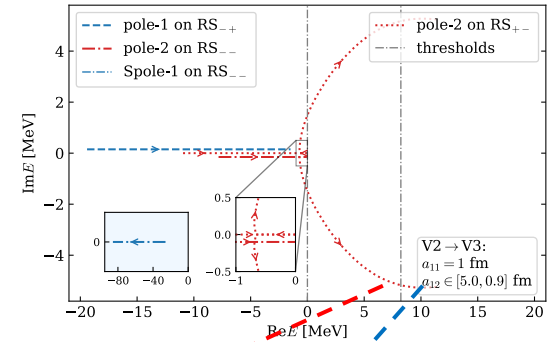 pole-1 on RS₋₊
pole-2 on RS₋₋
Spole-1 on RS₋₋
pole-2 on RS₊₋
thresholds
4
2
0
−2
−4
ImE [MeV]
0
−80
−40
0
0.5
0.0
−0.5
−1
0
V2→V3:
a₁₁=1 fm
a₁₂∈[5.0, 0.9] fm
−20
−15
−10
−5
0
5
10
15
20
ReE [MeV]